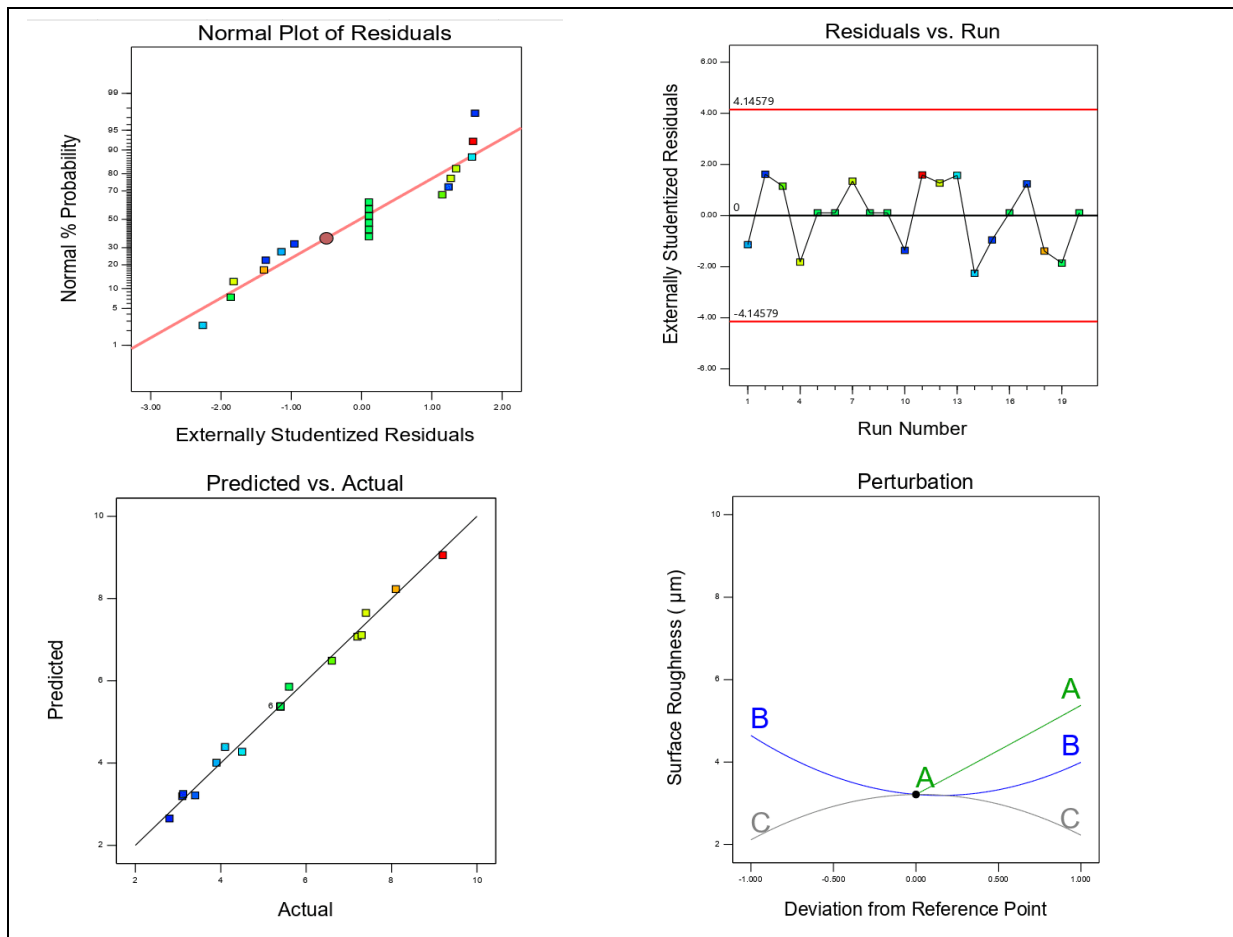 Normal Plot of Residuals
Normal % Probability
99
95
90
80
70
50
30
20
10
5
1
-3.00 -2.00 -1.00 0.00 1.00 2.00
Externally Studentized Residuals
Residuals vs. Run
Externally Studentized Residuals
6.00
4.00
2.00
0.00
-2.00
-4.00
-6.00
4.14579
0
-4.14579
1 4 7 10 13 16 19
Run Number
Predicted vs. Actual
Predicted
10
8
6
4
2
6
2 4 6 8 10
Actual
Perturbation
Surface Roughness ( µm)
10
8
6
4
2
A
B
B
A
C
C
-1.000 -0.500 0.000 0.500 1.000
Deviation from Reference Point